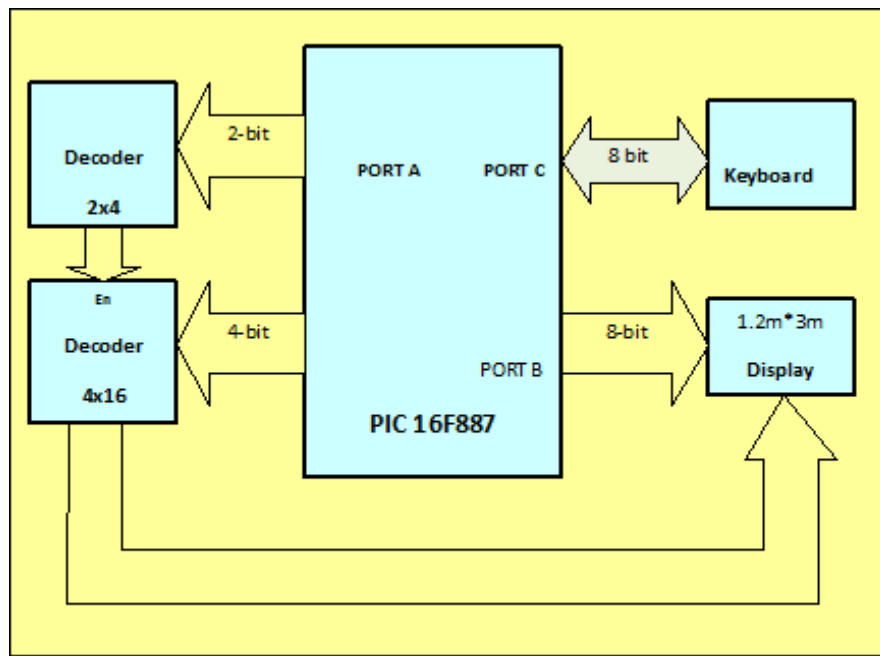 Decoder
2x4
2-bit
PORT A
PORT C
8 bit
Keyboard
En
Decoder
4x16
4-bit
PORT B
PIC 16F887
8-bit
1.2m*3m
Display